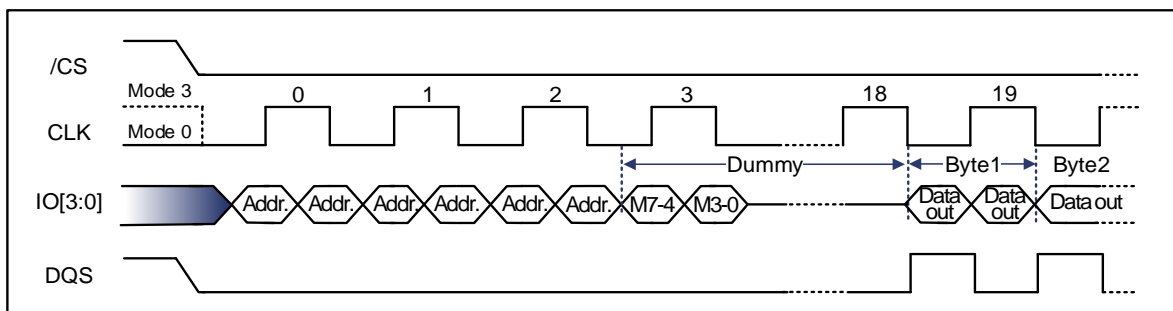 /CS
Mode 3
0 1 2 3 18 19
CLK
Mode 0
Dummy Byte1 Byte2
IO[3:0]
Addr. Addr. Addr. Addr. Addr. Addr. M7-4 M3-0 Data out Data out Data out
DQS